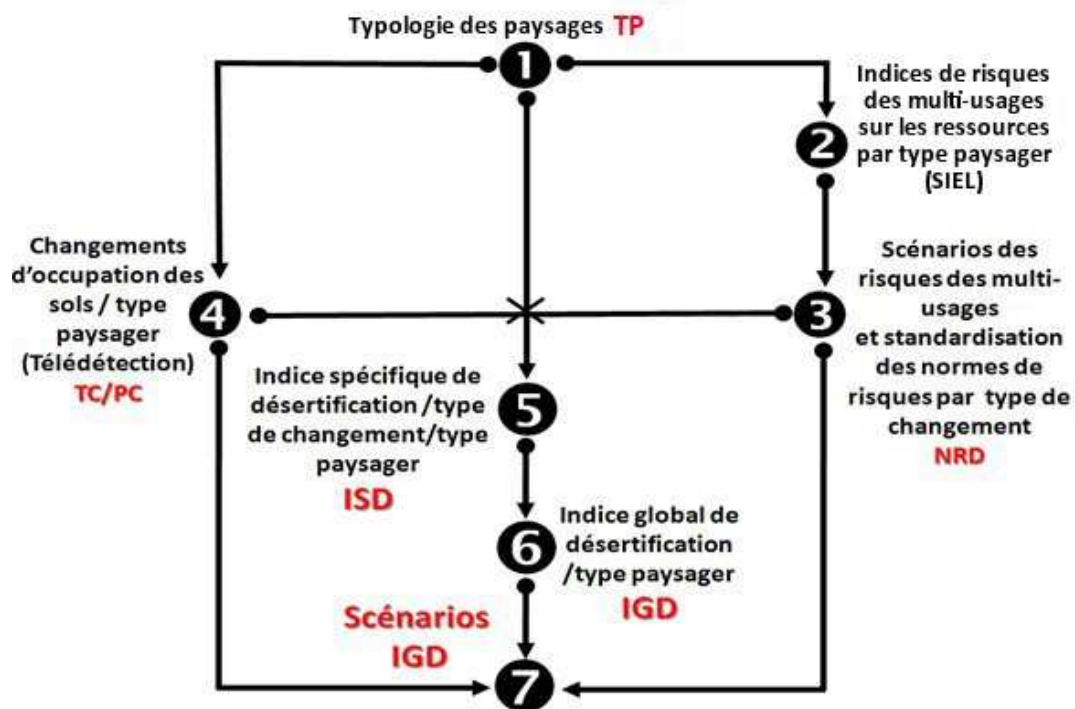 Typologie des paysages TP
1
Indices de risques
des multi-usages
sur les ressources
par type paysager
(SIEL)
2
Changements
d'occupation des
sols / type
paysager
(Télédétection)
TC/PC
4
Scénarios des
risques des multi-
usages
et standardisation
des normes de
risques par type de
changement
NRD
3
Indice spécifique de
désertification /type
de changement/type
paysager
ISD
5
Indice global de
désertification
/type paysager
IGD
6
Scénarios
IGD
7